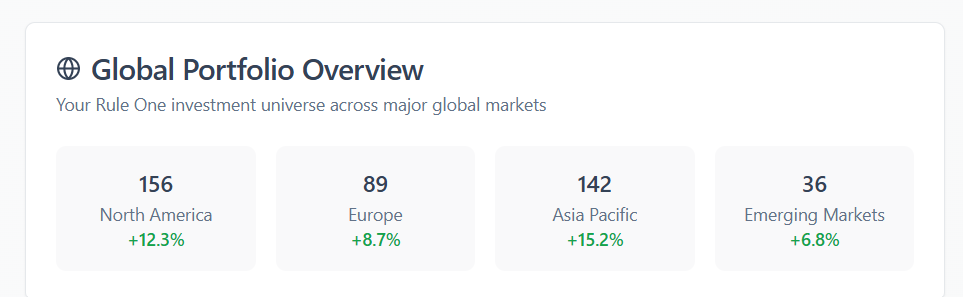 Global Portfolio Overview
Your Rule One investment universe across major global markets
156
North America
+12.3%
89
Europe
+8.7%
142
Asia Pacific
+15.2%
36
Emerging Markets
+6.8%